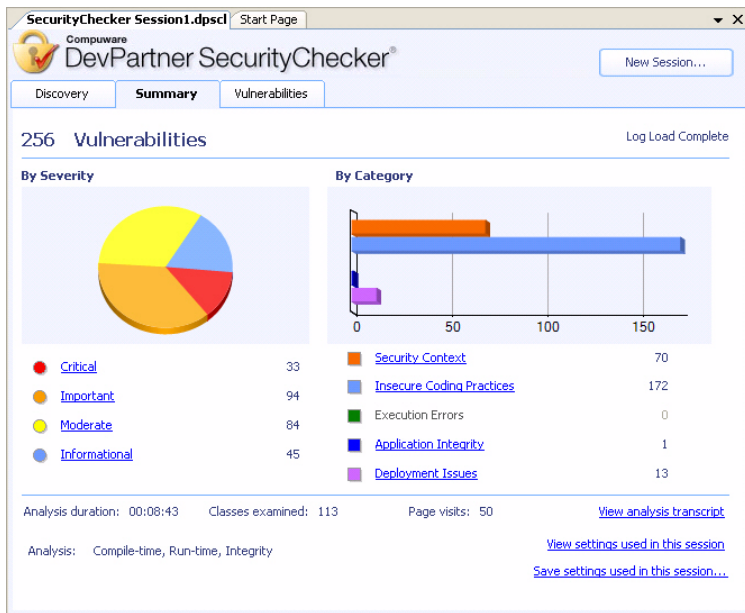 SecurityChecker Session1.dpscl Start Page
Compuware
DevPartner SecurityChecker®
New Session...
Discovery Summary Vulnerabilities
256 Vulnerabilities
Log Load Complete
By Severity
By Category
0 50 100 150
Critical 33
Important 94
Moderate 84
Informational 45
Security Context 70
Insecure Coding Practices 172
Execution Errors 0
Application Integrity 1
Deployment Issues 13
Analysis duration: 00:08:43 Classes examined: 113 Page visits: 50 View analysis transcript
Analysis: Compile-time, Run-time, Integrity
View settings used in this session
Save settings used in this session...